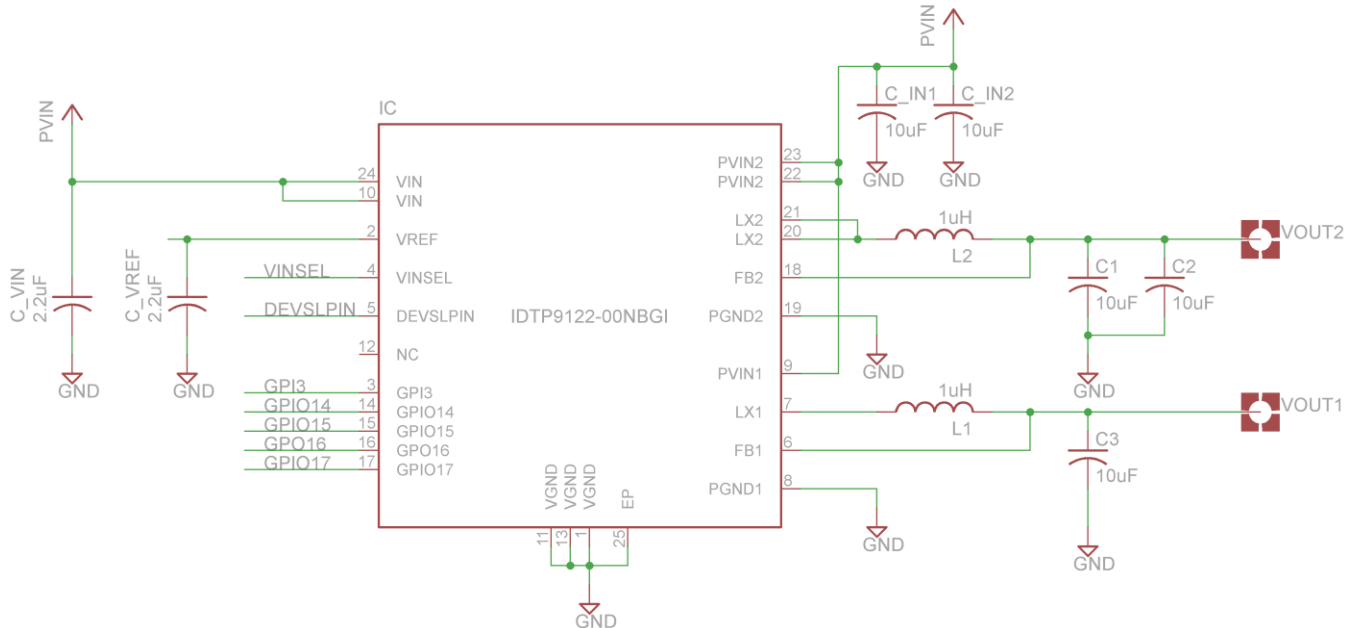 PVIN
C_IN1
C_IN2
10uF
10uF
GND
GND
PVIN
IC
24
VIN
10
VIN
2
VREF
VINSEL
4
VINSEL
DEVSLPIN
5
DEVSLPIN
12
NC
GPI3
3
GPI3
GPIO14
14
GPIO14
GPIO15
15
GPIO15
GPO16
16
GPO16
GPIO17
17
GPIO17
C_VIN
2.2uF
GND
C_VREF
2.2uF
GND
IDTP9122-00NBGI
PVIN2
23
PVIN2
22
LX2
21
LX2
20
FB2
18
PGND2
19
GND
PVIN1
9
LX1
7
FB1
6
PGND1
8
GND
1uH
L2
VOUT2
C1
10uF
C2
10uF
GND
1uH
L1
VOUT1
C3
10uF
GND
VGND
VGND
VGND
EP
11
13
1
25
GND